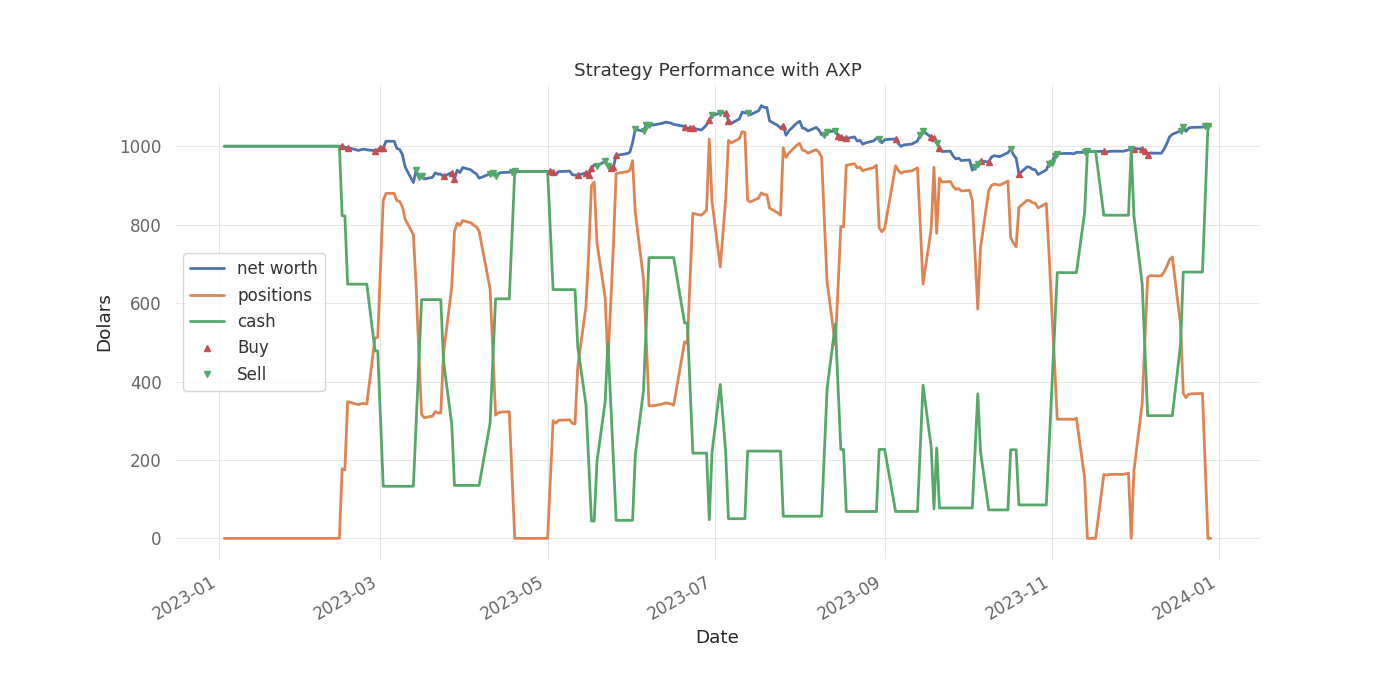 Strategy Performance with AXP
Dolars
1000
800
600
400
200
0
net worth
positions
cash
Buy
Sell
2023-01
2023-03
2023-05
2023-07
2023-09
2023-11
2024-01
Date